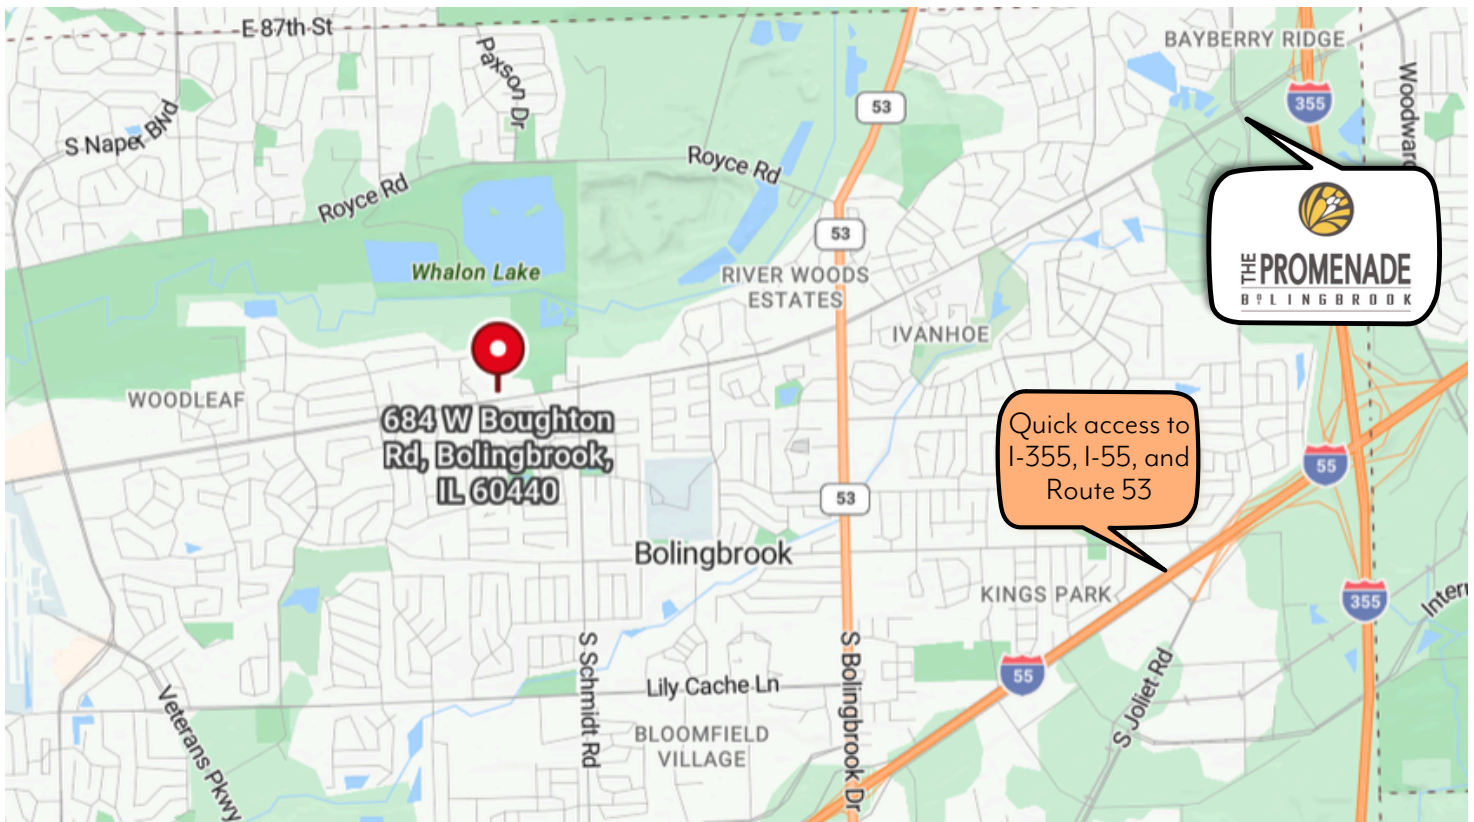 E 87th St
BAYBERRY RIDGE
Paxson Dr
Woodward
355
53
S Naper Blvd
Royce Rd
Royce Rd
THE PROMENADE
BOLINGBROOK
53
Whalon Lake
RIVER WOODS
ESTATES
IVANHOE
WOODLEAF
684 W Boughton
Rd, Bolingbrook,
IL 60440
Quick access to
I-355, I-55, and
Route 53
55
53
Bolingbrook
KINGS PARK
355
S Schmidt Rd
S Bolingbrook Dr
55
Lily Cache Ln
S Joliet Rd
Veterans Pkwy
BLOOMFIELD
VILLAGE